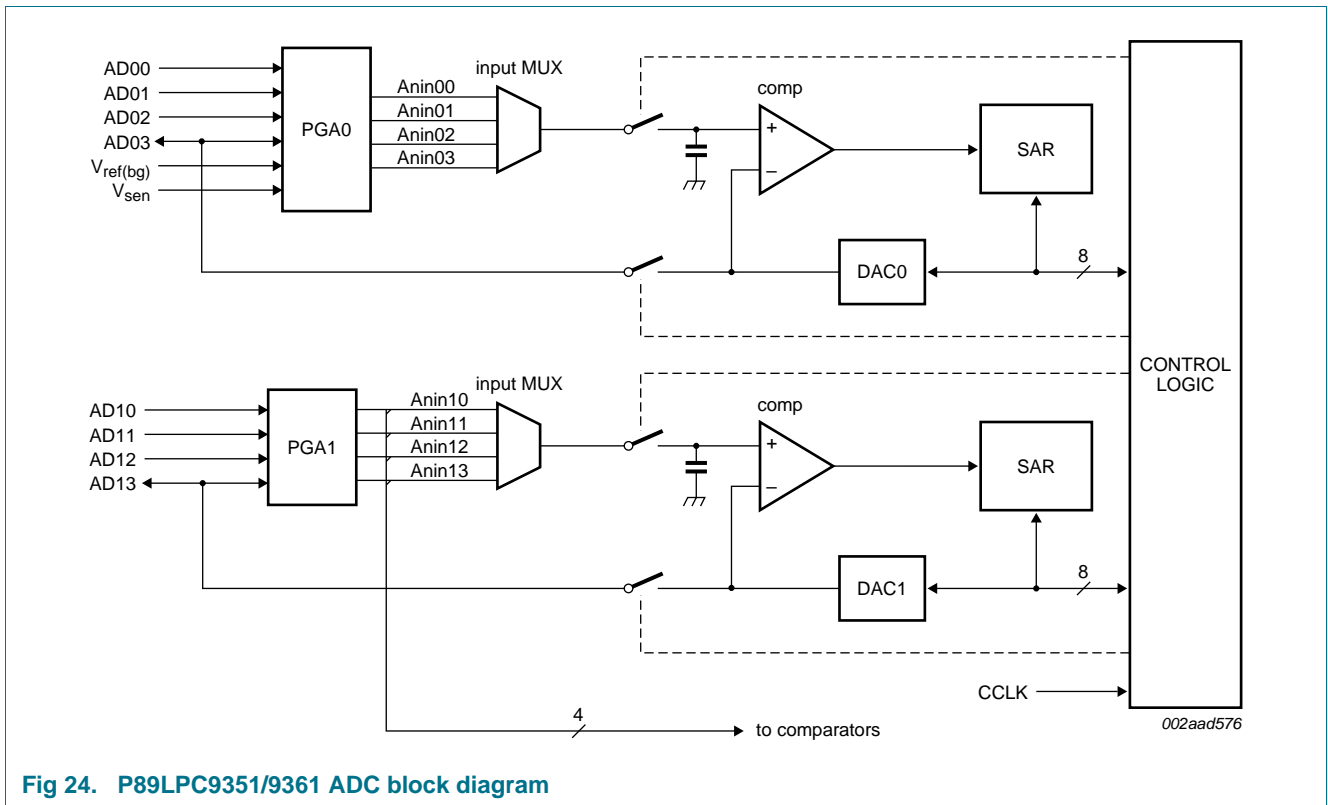 AD00
AD01
AD02
AD03
Vref(bg)
Vsen
PGA0
Anin00
Anin01
Anin02
Anin03
input MUX
comp
+
−
SAR
DAC0
8
CONTROL
LOGIC
AD10
AD11
AD12
AD13
PGA1
Anin10
Anin11
Anin12
Anin13
input MUX
comp
+
−
SAR
DAC1
8
CCLK
4
to comparators
002aad576
Fig 24. P89LPC9351/9361 ADC block diagram